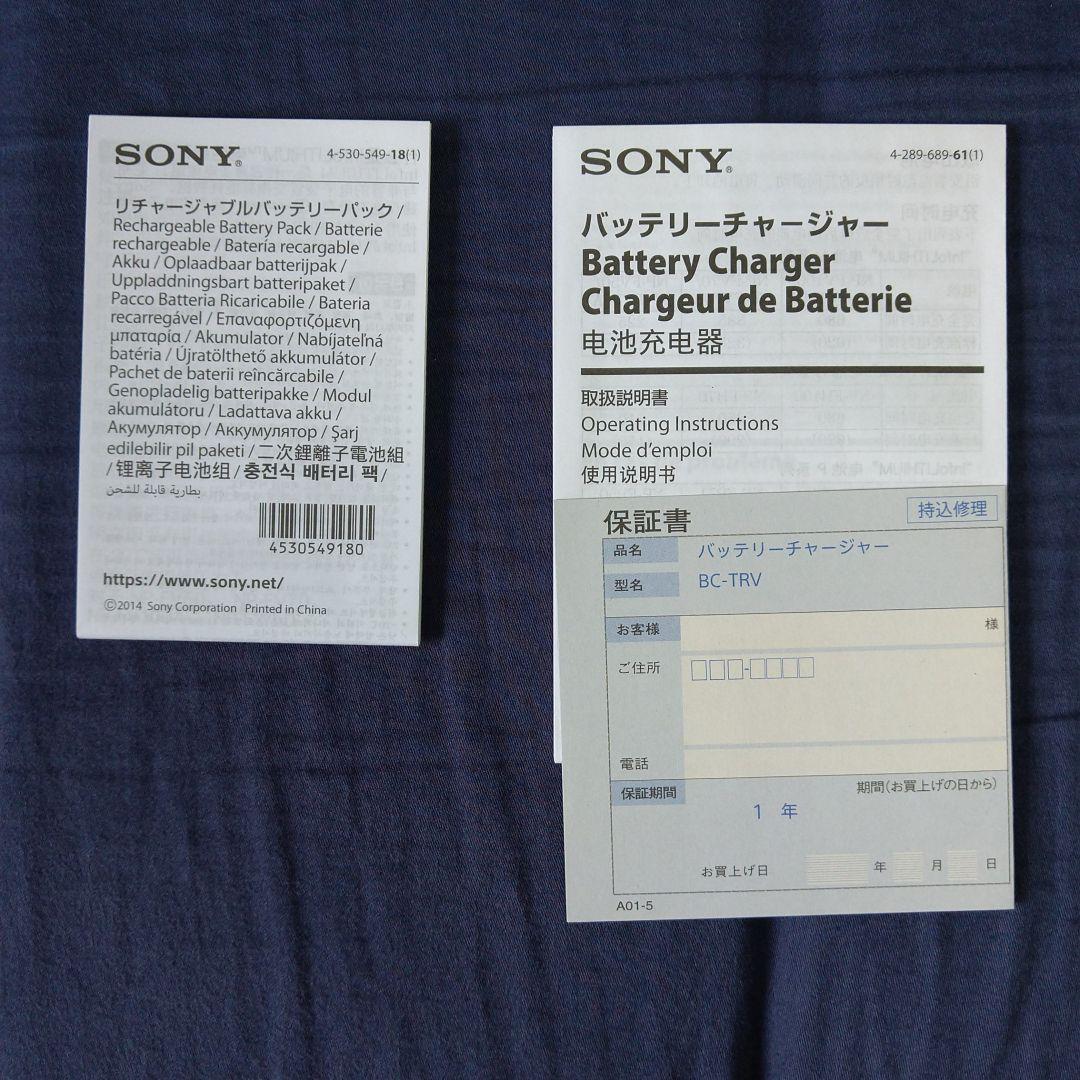 SONY®
4-530-549-18(1)
リチャージャブルバッテリーパック /
Rechargeable Battery Pack / Batterie
rechargeable / Batería recargable /
Akku / Oplaadbaar batterijpak /
Uppladdningsbart batteripaket /
Pacco Batteria Ricaricabile / Bateria
recarregável / Επαναφορτιζόμενη
μπαταρία / Akumulator / Nabíjateľná
batéria / Újratölthető akkumulátor /
Pachet de baterii reîncărcabile /
Genopladelig batteripakke / Modul
akumulátoru / Ladattava akku /
Акумулятор / Аккумулятор / Şarj
edilebilir pil paketi / 二次鋰離子電池組
/ 锂离子电池组 / 충전식 배터리 팩 /
بطارية قابلة للشحن
4530549180
https://www.sony.net/
©2014 Sony Corporation Printed in China
SONY®
4-289-689-61(1)
バッテリーチャージャー
Battery Charger
Chargeur de Batterie
电池充电器
取扱説明書
Operating Instructions
Mode d'emploi
使用说明书
保証書
持込修理
品名 バッテリーチャージャー
型名 BC-TRV
お客様 様
ご住所
電話
保証期間 期間(お買上げの日から)
1 年
お買上げ日 年 月 日
A01-5